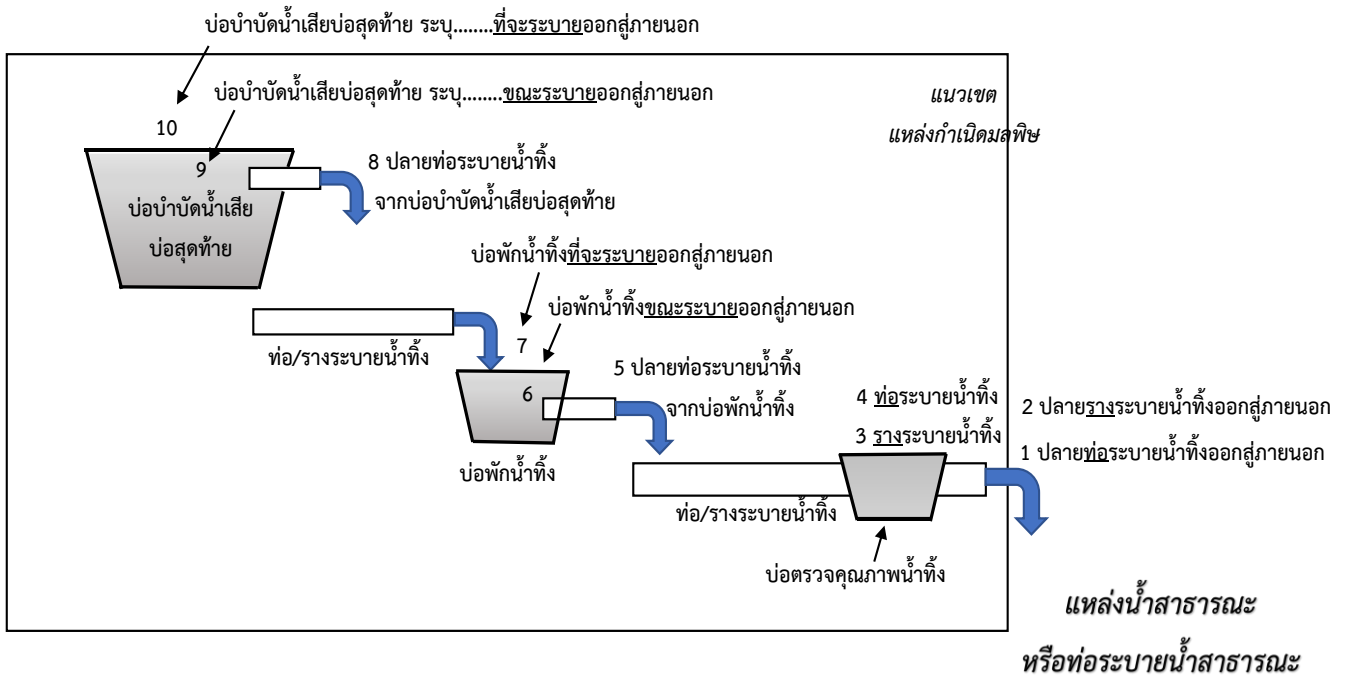 บ่อบำบัดน้ำเสียบ่อสุดท้าย ระบุ........ที่จะระบายออกสู่ภายนอก
บ่อบำบัดน้ำเสียบ่อสุดท้าย ระบุ........ขณะระบายออกสู่ภายนอก
แนวเขต
แหล่งกำเนิดมลพิษ
10
9
บ่อบำบัดน้ำเสีย
บ่อสุดท้าย
8 ปลายท่อระบายน้ำทิ้ง
จากบ่อบำบัดน้ำเสียบ่อสุดท้าย
บ่อพักน้ำทิ้งที่จะระบายออกสู่ภายนอก
บ่อพักน้ำทิ้งขณะระบายออกสู่ภายนอก
ท่อ/รางระบายน้ำทิ้ง
7
6
บ่อพักน้ำทิ้ง
5 ปลายท่อระบายน้ำทิ้ง
จากบ่อพักน้ำทิ้ง
4 ท่อระบายน้ำทิ้ง
3 รางระบายน้ำทิ้ง
2 ปลายรางระบายน้ำทิ้งออกสู่ภายนอก
1 ปลายท่อระบายน้ำทิ้งออกสู่ภายนอก
ท่อ/รางระบายน้ำทิ้ง
บ่อตรวจคุณภาพน้ำทิ้ง
แหล่งน้ำสาธารณะ
หรือท่อระบายน้ำสาธารณะ